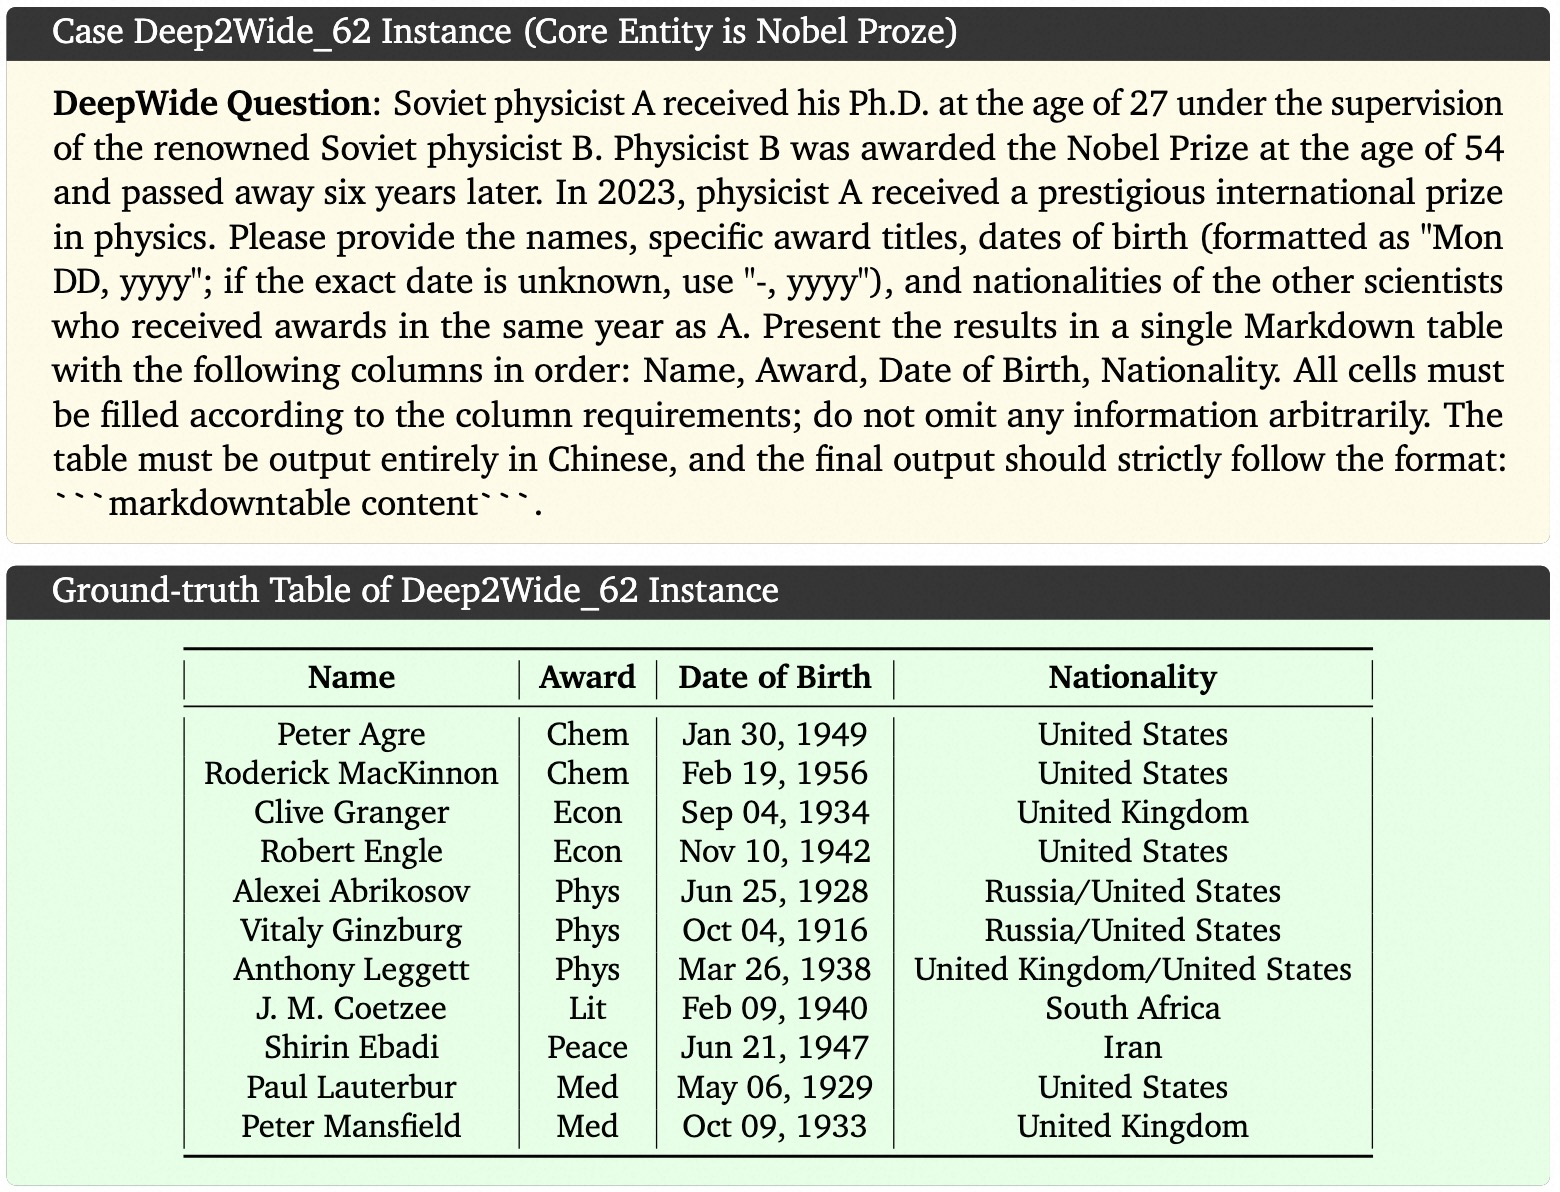 Case Deep2Wide_62 Instance (Core Entity is Nobel Proze)
DeepWide Question: Soviet physicist A received his Ph.D. at the age of 27 under the supervision
of the renowned Soviet physicist B. Physicist B was awarded the Nobel Prize at the age of 54
and passed away six years later. In 2023, physicist A received a prestigious international prize
in physics. Please provide the names, specific award titles, dates of birth (formatted as "Mon
DD, yyyy"; if the exact date is unknown, use "-, yyyy"), and nationalities of the other scientists
who received awards in the same year as A. Present the results in a single Markdown table
with the following columns in order: Name, Award, Date of Birth, Nationality. All cells must
be filled according to the column requirements; do not omit any information arbitrarily. The
table must be output entirely in Chinese, and the final output should strictly follow the format:
```markdowntable content```.
Ground-truth Table of Deep2Wide_62 Instance
Name Award Date of Birth Nationality
Peter Agre Chem Jan 30, 1949 United States
Roderick MacKinnon Chem Feb 19, 1956 United States
Clive Granger Econ Sep 04, 1934 United Kingdom
Robert Engle Econ Nov 10, 1942 United States
Alexei Abrikosov Phys Jun 25, 1928 Russia/United States
Vitaly Ginzburg Phys Oct 04, 1916 Russia/United States
Anthony Leggett Phys Mar 26, 1938 United Kingdom/United States
J. M. Coetzee Lit Feb 09, 1940 South Africa
Shirin Ebadi Peace Jun 21, 1947 Iran
Paul Lauterbur Med May 06, 1929 United States
Peter Mansfield Med Oct 09, 1933 United Kingdom